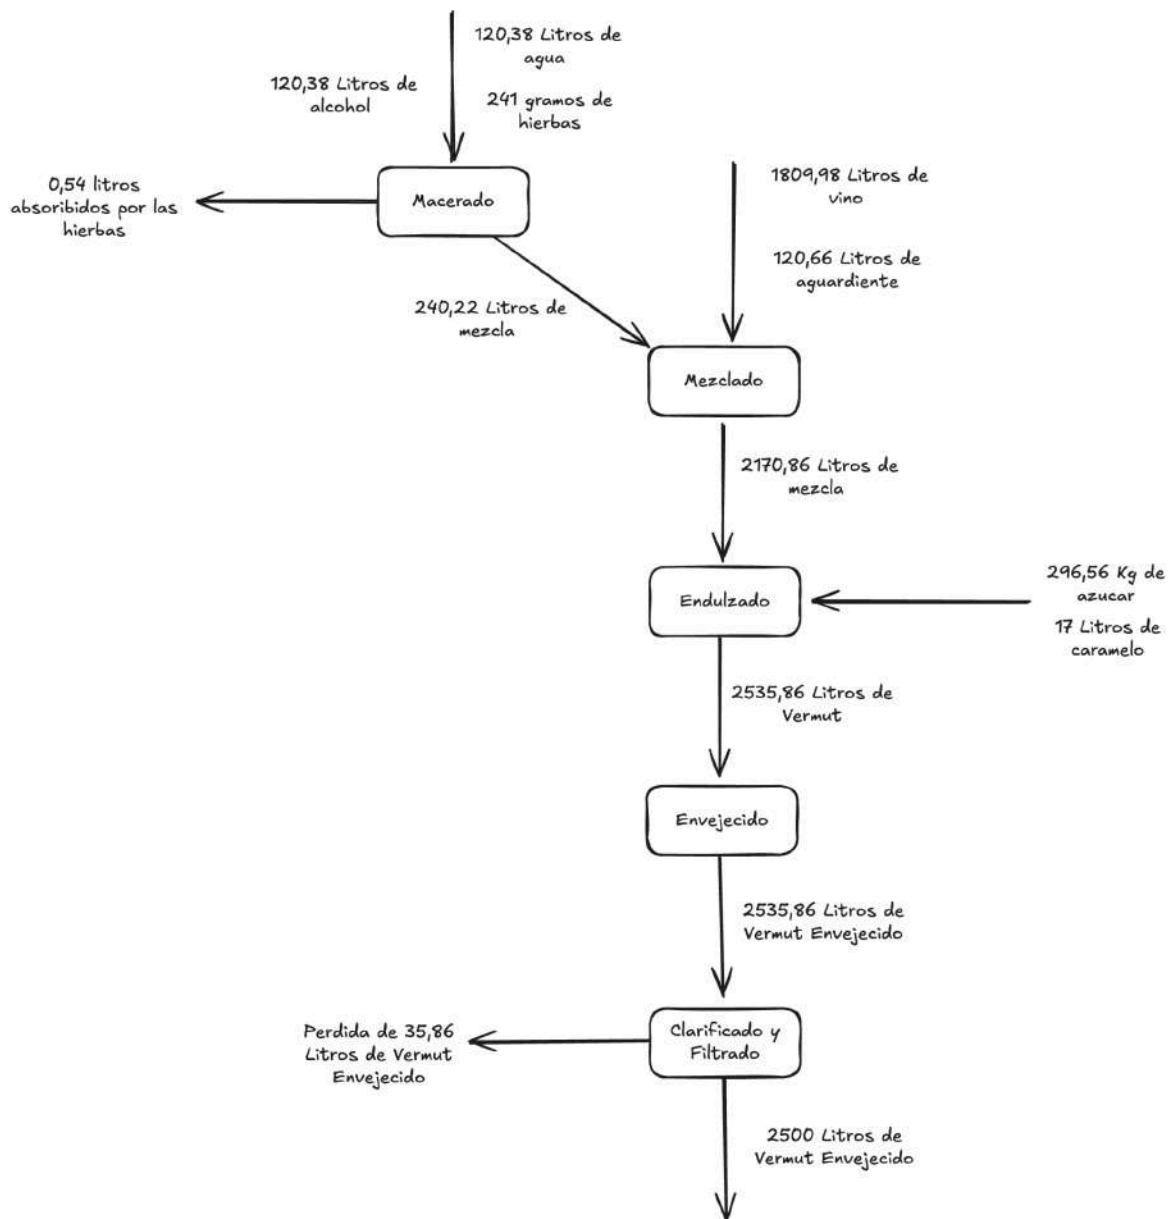 120,38 Litros de
agua
120,38 Litros de
alcohol
241 gramos de
hierbas
Macerado
0,54 litros
absoribidos por las
hierbas
1809,98 Litros de
vino
120,66 Litros de
aguardiente
240,22 Litros de
mezcla
Mezclado
2170,86 Litros de
mezcla
Endulzado
296,56 Kg de
azucar
17 Litros de
caramelo
2535,86 Litros de
Vermut
Envejecido
2535,86 Litros de
Vermut Envejecido
Clarificado y
Filtrado
Perdida de 35,86
Litros de Vermut
Envejecido
2500 Litros de
Vermut Envejecido